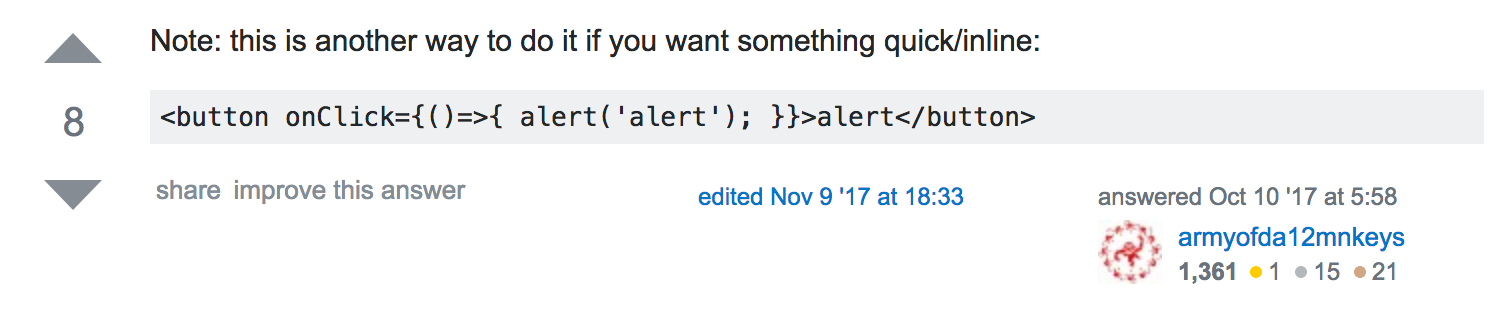 Note: this is another way to do it if you want something quick/inline:
8
<button onClick={()=>{ alert('alert'); }}>alert</button>
share improve this answer
edited Nov 9 '17 at 18:33
answered Oct 10 '17 at 5:58
armyofda12mnkeys
1,361 ● 1 ● 15 ● 21